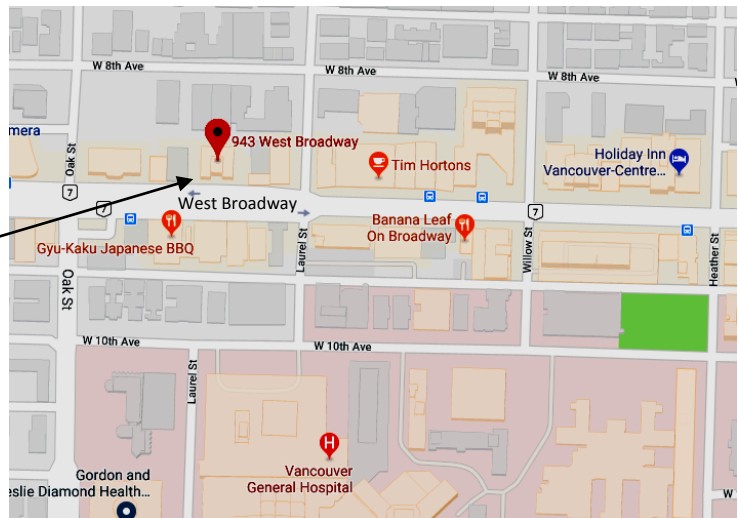 W 8th Ave
W 8th Ave
W 8th Ave
mera
Oak St
943 West Broadway
Tim Hortons
Holiday Inn
Vancouver-Centre...
7
7
West Broadway
7
Gyu-Kaku Japanese BBQ
Laurel St
Banana Leaf
On Broadway
Willow St
Heather St
Oak St
W 10th Ave
W 10th Ave
Laurel St
H
Vancouver
General Hospital
Gordon and
eslie Diamond Health...
W 1